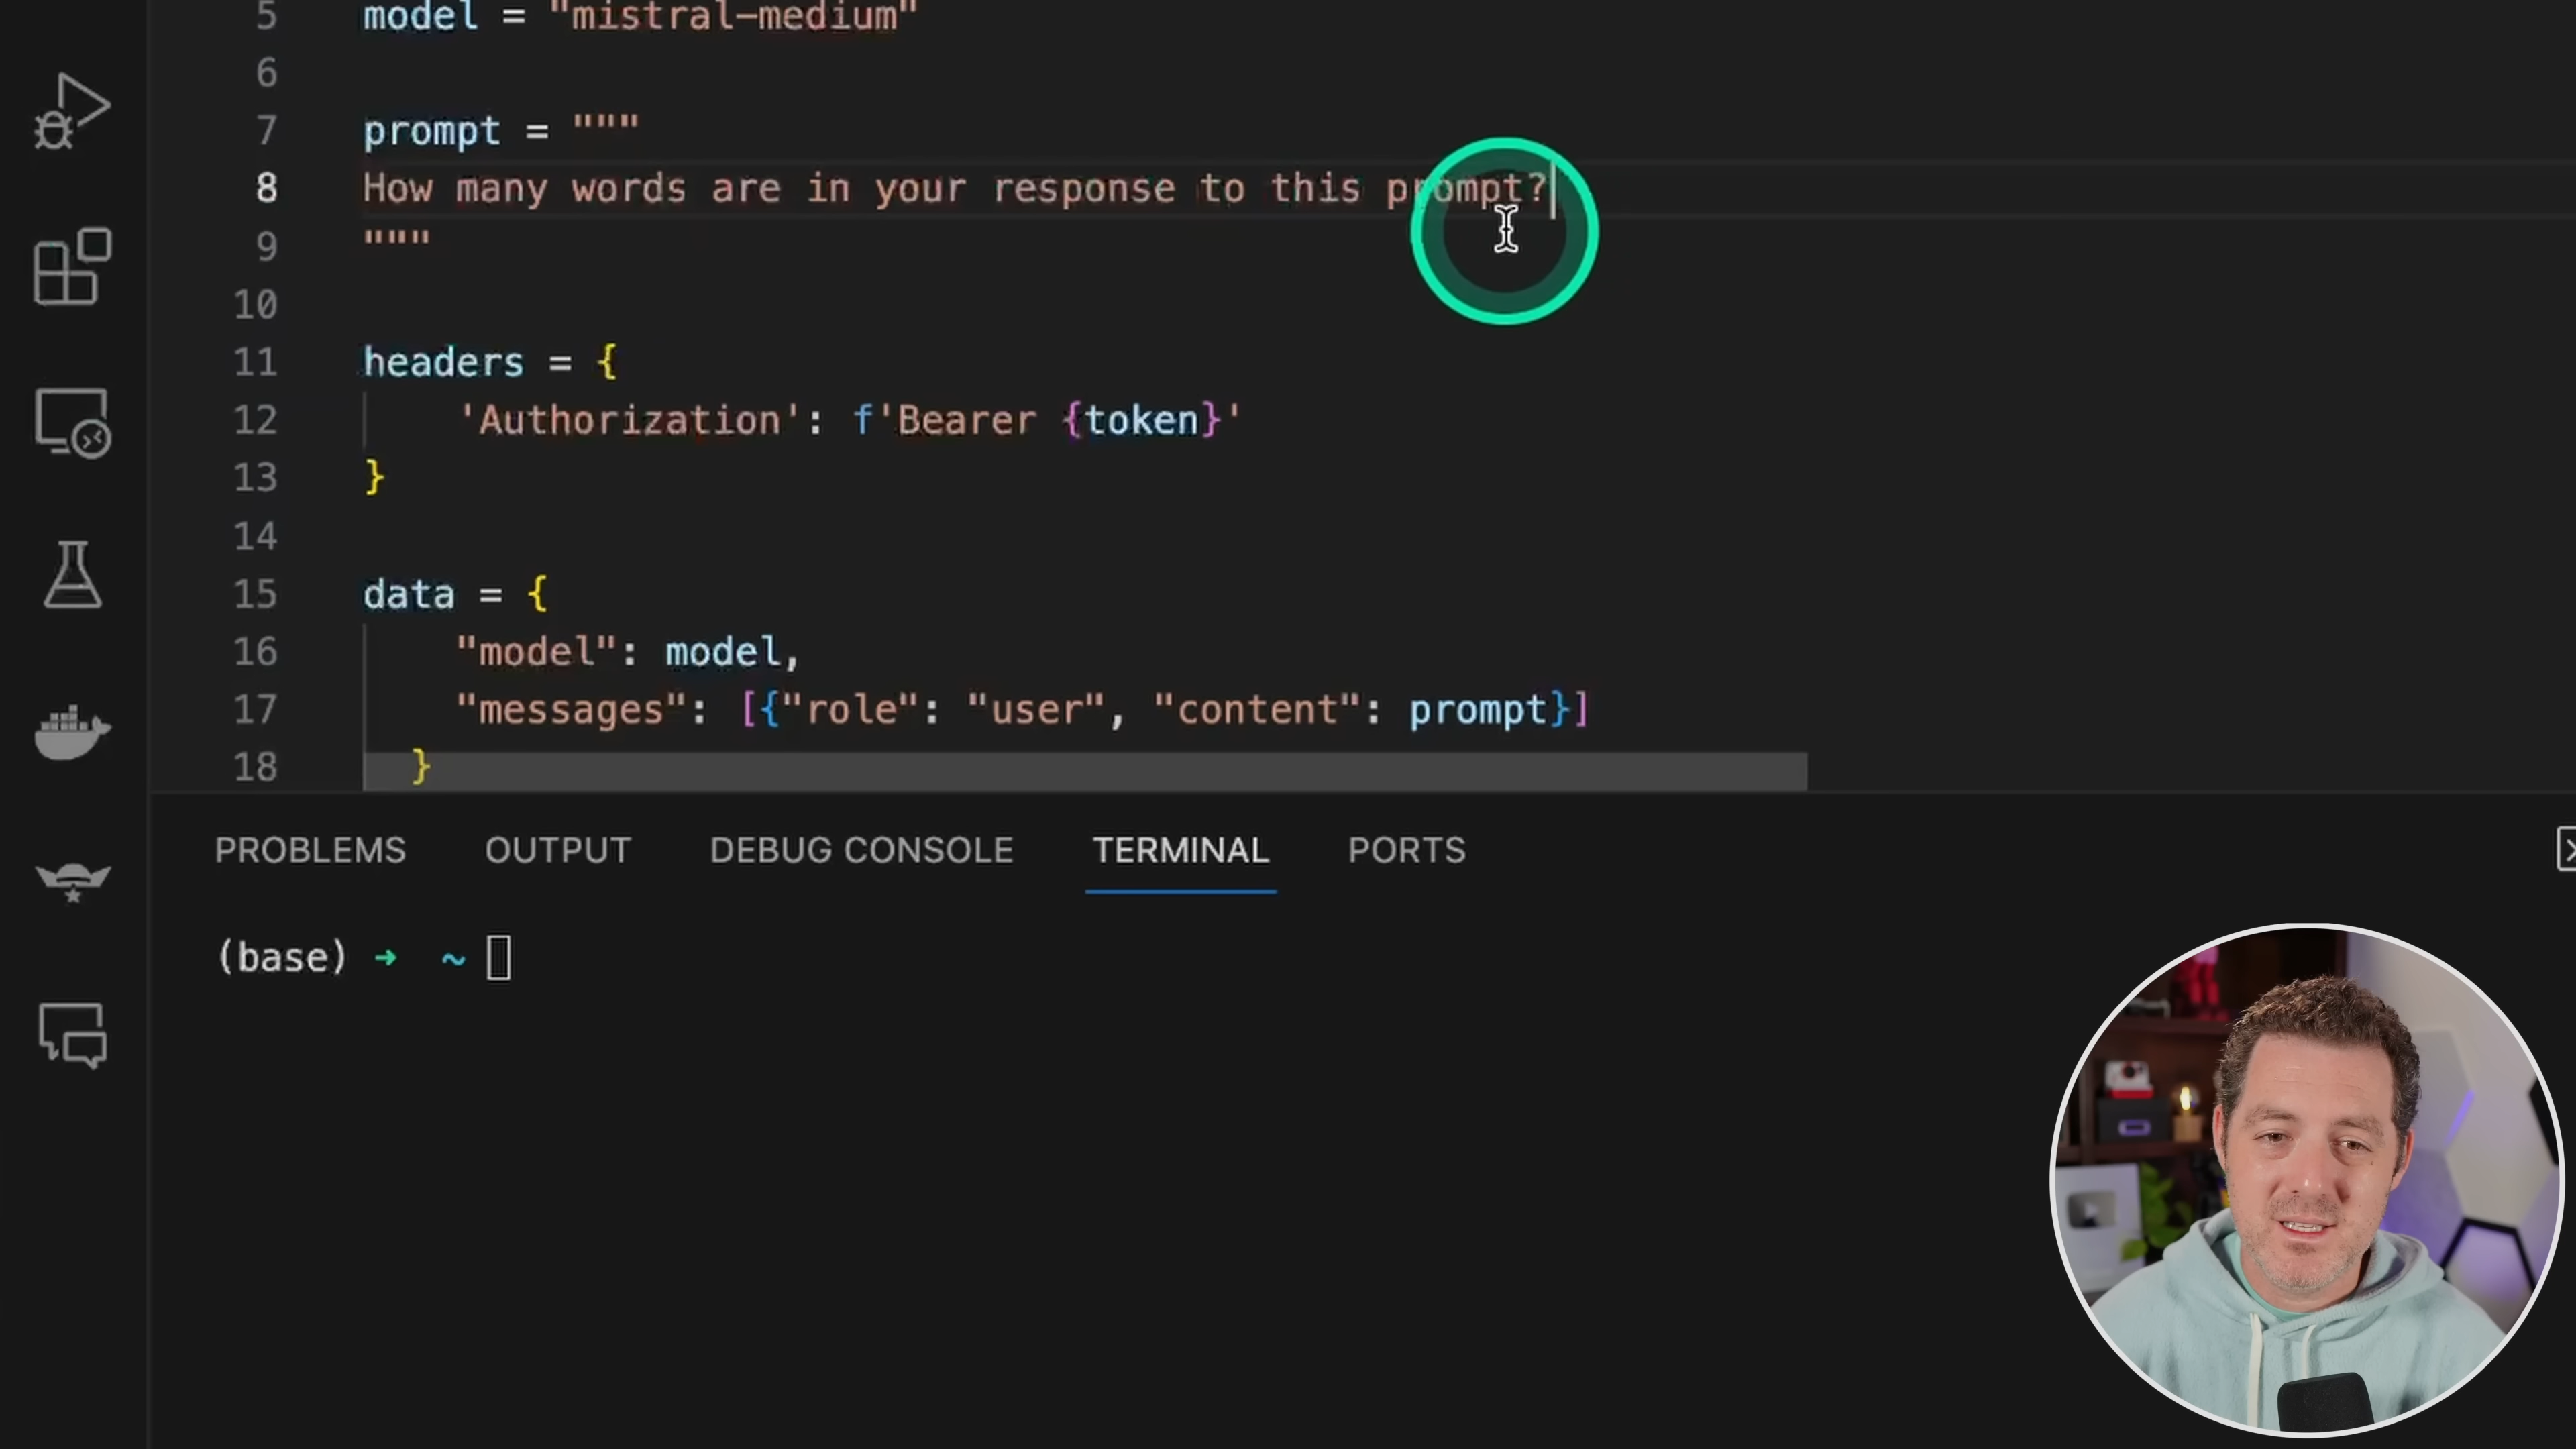 5 model = "mistral-medium"
6
7 prompt = """
8 How many words are in your response to this prompt?
9 """
10
11 headers = {
12 'Authorization': f'Bearer {token}'
13 }
14
15 data = {
16 "model": model,
17 "messages": [{"role": "user", "content": prompt}]
18 }
PROBLEMS OUTPUT DEBUG CONSOLE TERMINAL PORTS
(base) ➜ ~